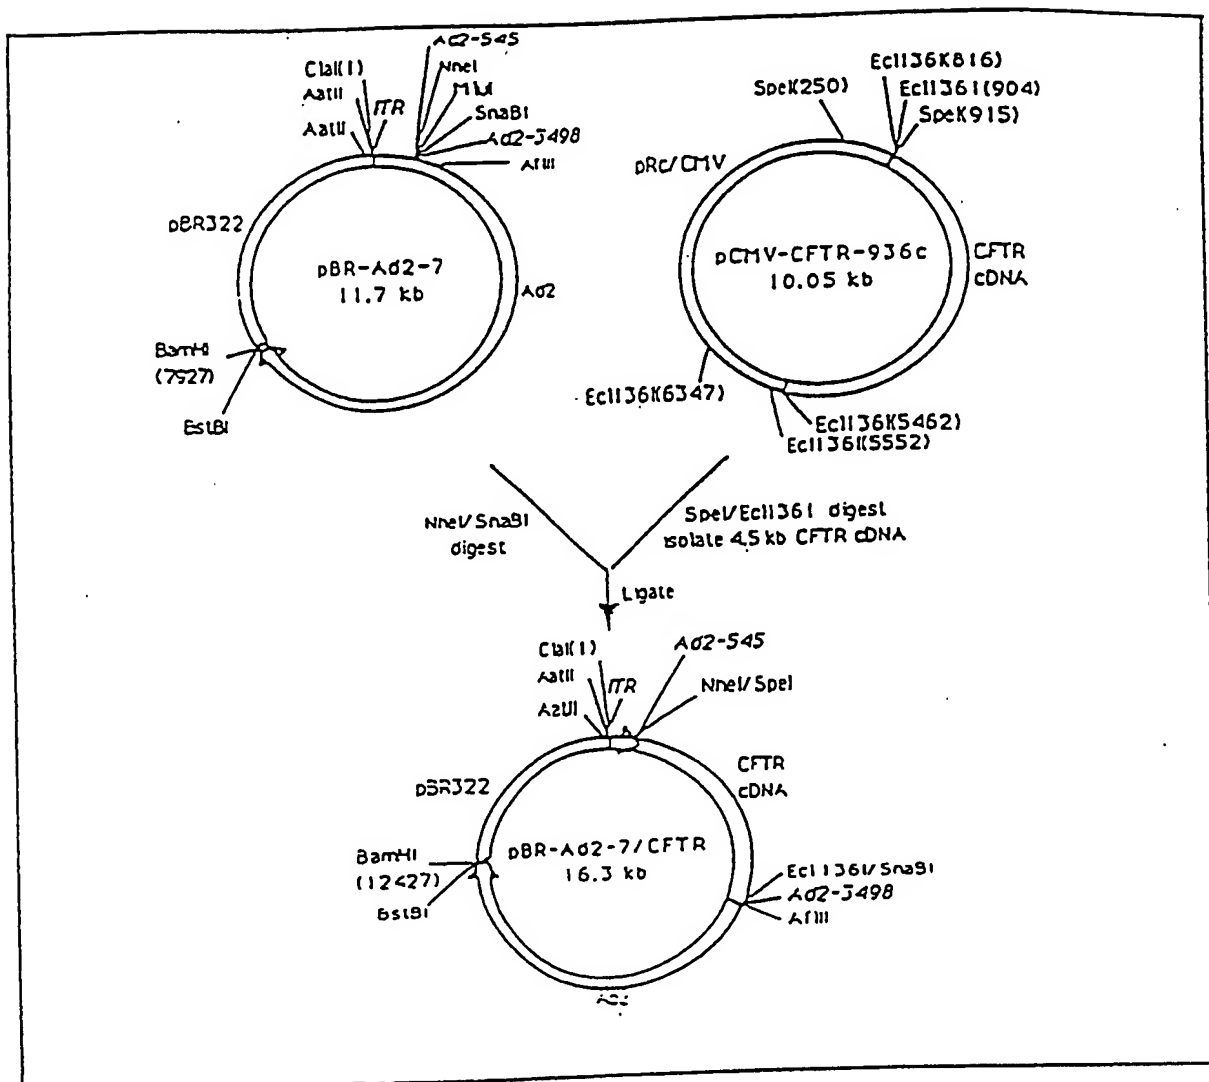 Ad2-545
ClaI(1)
NheI
AatII
ITR
MluI
AatII
SnaBI
Ad2-3498
AflII
pBR322
pBR-Ad2-7
11.7 kb
Ad2
BamHI
(7927)
BstBI
Ecl136I(816)
SpeI(250)
Ecl136I(904)
SpeI(915)
pRc/CMV
pCMV-CFTR-936c
10.05 kb
CFTR
cDNA
Ecl136I(6347)
Ecl136I(5462)
Ecl136I(5552)
NheI/SnaBI
digest
SpeI/Ecl136I digest
isolate 4.5 kb CFTR cDNA
Ligate
ClaI(1)
Ad2-545
AatII
ITR
NheI/SpeI
AatII
CFTR
cDNA
pBR322
pBR-Ad2-7/CFTR
16.3 kb
BamHI
(12427)
BstBI
Ecl136I/SnaBI
Ad2-3498
AflII